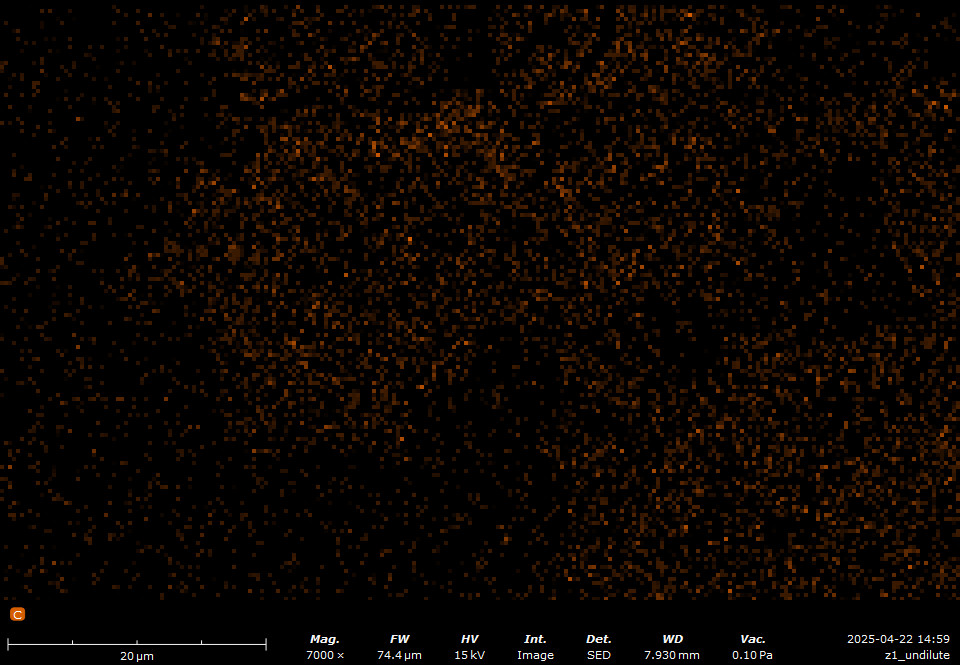 C
Mag. FW HV Int. Det. WD Vac. 2025-04-22 14:59
20 µm 7000 × 74.4 µm 15 kV Image SED 7.930 mm 0.10 Pa z1_undilute